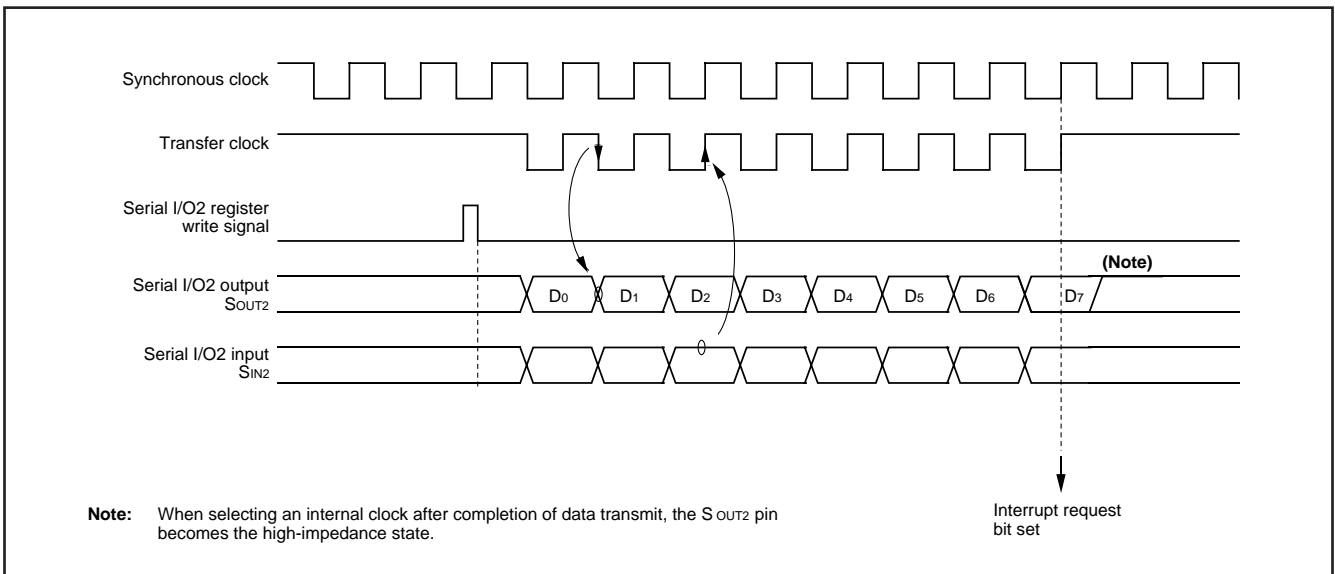 Synchronous clock
Transfer clock
Serial I/O2 register
write signal
(Note)
Serial I/O2 output
SOUT2
D0 D1 D2 D3 D4 D5 D6 D7
Serial I/O2 input
SIN2
Note: When selecting an internal clock after completion of data transmit, the S OUT2 pin
becomes the high-impedance state.
Interrupt request
bit set